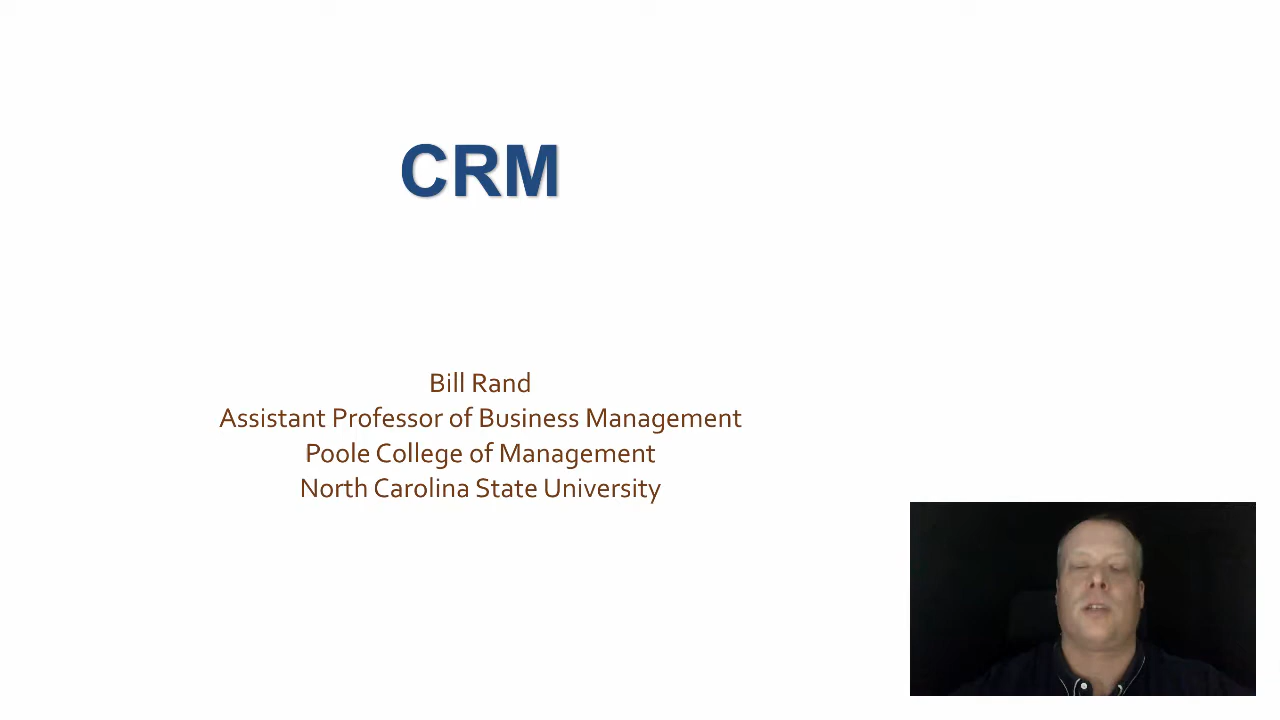 CRM
Bill Rand
Assistant Professor of Business Management
Poole College of Management
North Carolina State University